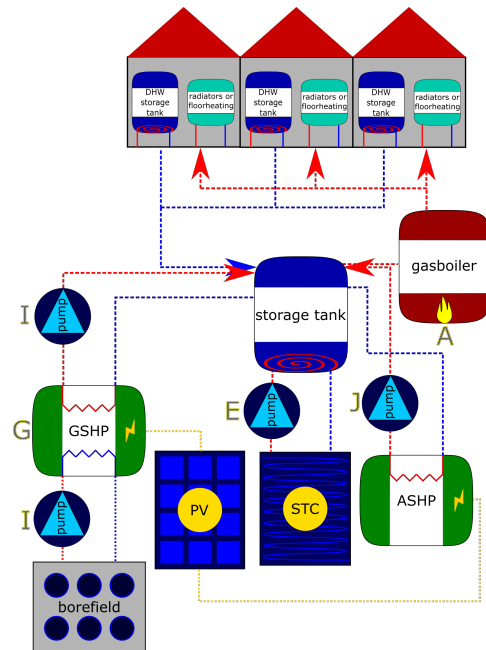 DHW
storage
tank
radiators or
floorheating
DHW
storage
tank
radiators or
floorheating
DHW
storage
tank
radiators or
floorheating
gasboiler
A
storage tank
I
pump
E
pump
J
pump
G
GSHP
I
pump
PV
STC
ASHP
borefield